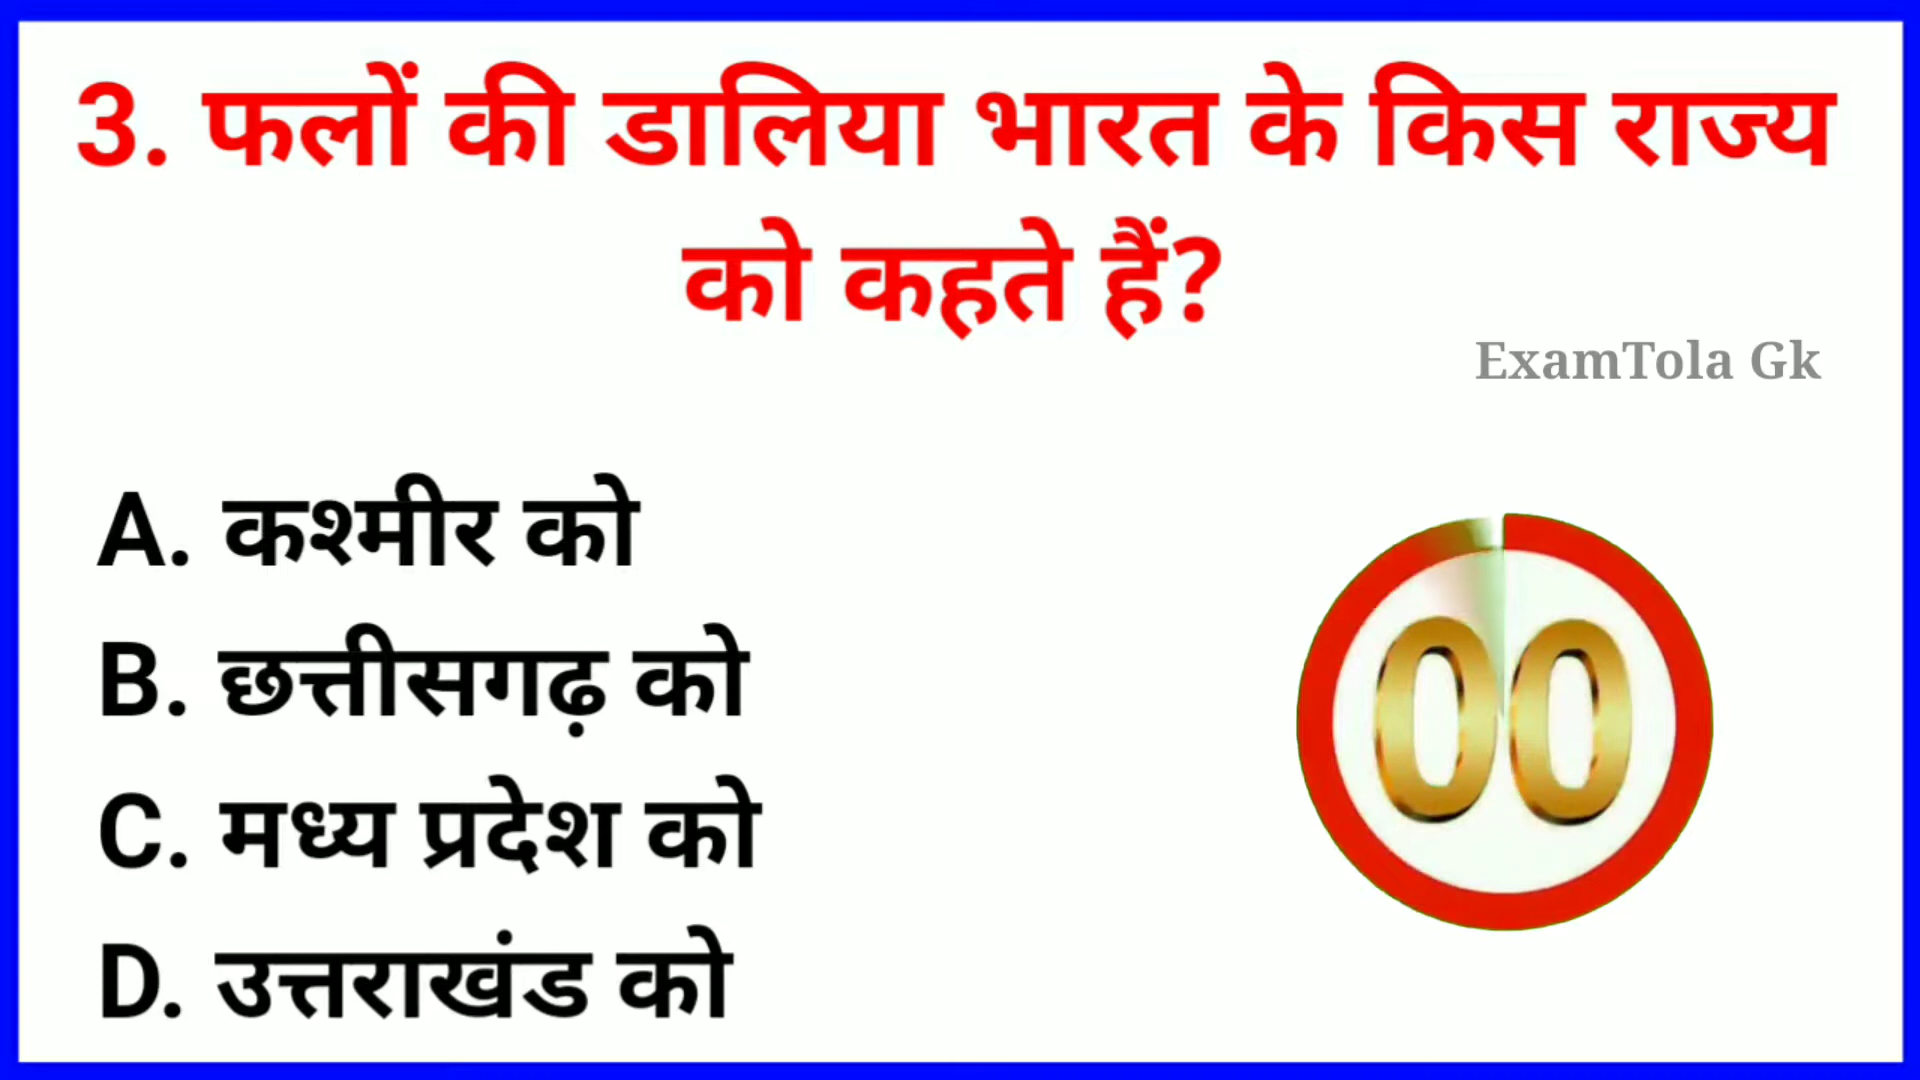 3. फलों की डालिया भारत के किस राज्य
को कहते हैं?
ExamTola Gk
A. कश्मीर को
B. छत्तीसगढ़ को
C. मध्य प्रदेश को
D. उत्तराखंड को
00